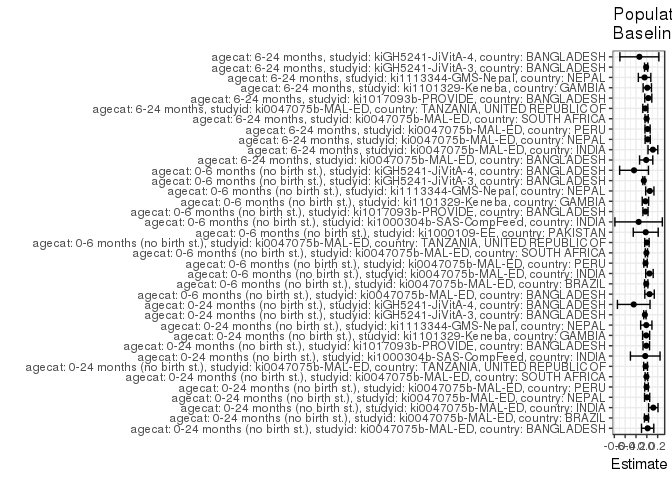 Populat
Baselin
agecat: 6-24 months, studyid: kiGH5241-JiVitA-4, country: BANGLADESH
agecat: 6-24 months, studyid: kiGH5241-JiVitA-3, country: BANGLADESH
agecat: 6-24 months, studyid: ki1113344-GMS-Nepal, country: NEPAL
agecat: 6-24 months, studyid: ki1101329-Keneba, country: GAMBIA
agecat: 6-24 months, studyid: ki1017093b-PROVIDE, country: BANGLADESH
agecat: 6-24 months, studyid: ki0047075b-MAL-ED, country: TANZANIA, UNITED REPUBLIC OF
agecat: 6-24 months, studyid: ki0047075b-MAL-ED, country: SOUTH AFRICA
agecat: 6-24 months, studyid: ki0047075b-MAL-ED, country: PERU
agecat: 6-24 months, studyid: ki0047075b-MAL-ED, country: NEPAL
agecat: 6-24 months, studyid: ki0047075b-MAL-ED, country: INDIA
agecat: 6-24 months, studyid: ki0047075b-MAL-ED, country: BANGLADESH
agecat: 0-6 months (no birth st.), studyid: kiGH5241-JiVitA-4, country: BANGLADESH
agecat: 0-6 months (no birth st.), studyid: kiGH5241-JiVitA-3, country: BANGLADESH
agecat: 0-6 months (no birth st.), studyid: ki1113344-GMS-Nepal, country: NEPAL
agecat: 0-6 months (no birth st.), studyid: ki1101329-Keneba, country: GAMBIA
agecat: 0-6 months (no birth st.), studyid: ki1017093b-PROVIDE, country: BANGLADESH
agecat: 0-6 months (no birth st.), studyid: ki1000304b-SAS-CompFeed, country: INDIA
agecat: 0-6 months (no birth st.), studyid: ki1000109-EE, country: PAKISTAN
agecat: 0-6 months (no birth st.), studyid: ki0047075b-MAL-ED, country: TANZANIA, UNITED REPUBLIC OF
agecat: 0-6 months (no birth st.), studyid: ki0047075b-MAL-ED, country: SOUTH AFRICA
agecat: 0-6 months (no birth st.), studyid: ki0047075b-MAL-ED, country: PERU
agecat: 0-6 months (no birth st.), studyid: ki0047075b-MAL-ED, country: INDIA
agecat: 0-6 months (no birth st.), studyid: ki0047075b-MAL-ED, country: BRAZIL
agecat: 0-6 months (no birth st.), studyid: ki0047075b-MAL-ED, country: BANGLADESH
agecat: 0-24 months (no birth st.), studyid: kiGH5241-JiVitA-4, country: BANGLADESH
agecat: 0-24 months (no birth st.), studyid: kiGH5241-JiVitA-3, country: BANGLADESH
agecat: 0-24 months (no birth st.), studyid: ki1113344-GMS-Nepal, country: NEPAL
agecat: 0-24 months (no birth st.), studyid: ki1101329-Keneba, country: GAMBIA
agecat: 0-24 months (no birth st.), studyid: ki1017093b-PROVIDE, country: BANGLADESH
agecat: 0-24 months (no birth st.), studyid: ki1000304b-SAS-CompFeed, country: INDIA
agecat: 0-24 months (no birth st.), studyid: ki0047075b-MAL-ED, country: TANZANIA, UNITED REPUBLIC OF
agecat: 0-24 months (no birth st.), studyid: ki0047075b-MAL-ED, country: SOUTH AFRICA
agecat: 0-24 months (no birth st.), studyid: ki0047075b-MAL-ED, country: PERU
agecat: 0-24 months (no birth st.), studyid: ki0047075b-MAL-ED, country: NEPAL
agecat: 0-24 months (no birth st.), studyid: ki0047075b-MAL-ED, country: INDIA
agecat: 0-24 months (no birth st.), studyid: ki0047075b-MAL-ED, country: BRAZIL
agecat: 0-24 months (no birth st.), studyid: ki0047075b-MAL-ED, country: BANGLADESH
-0.6-0.4-0.2 0.0 0.2
Estimate